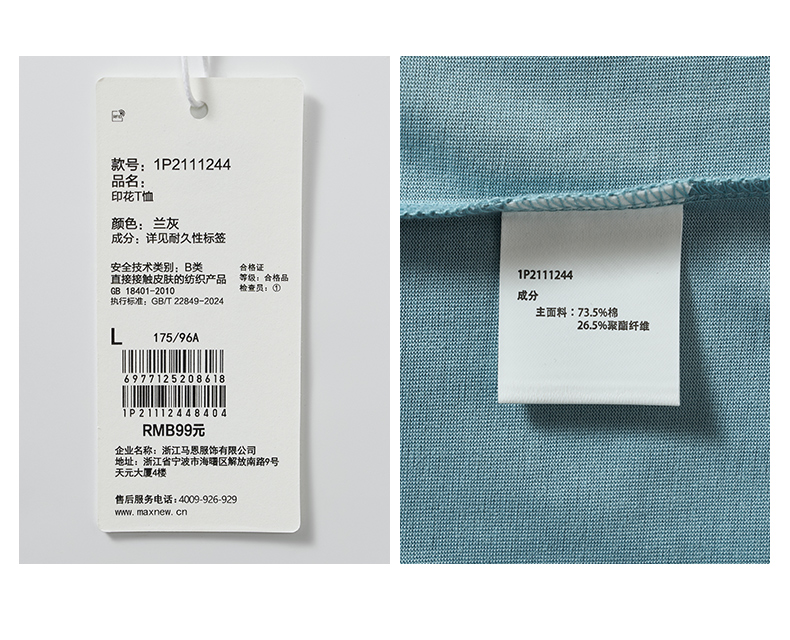 款号：1P2111244
品名：
印花T恤
颜色：兰灰
成分：详见耐久性标签
安全技术类别：B类
直接接触皮肤的纺织产品
GB 18401-2010
执行标准：GB/T 22849-2024
合格证
等级：合格品
检查员：①
L 175/96A
6977125208618
1P21112448404
RMB99元
企业名称：浙江马恩服饰有限公司
地址：浙江省宁波市海曙区解放南路9号
天元大厦4楼
售后服务电话：4009-926-929
www.maxnew.cn
1P2111244
成分
主面料：73.5%棉
26.5%聚酯纤维